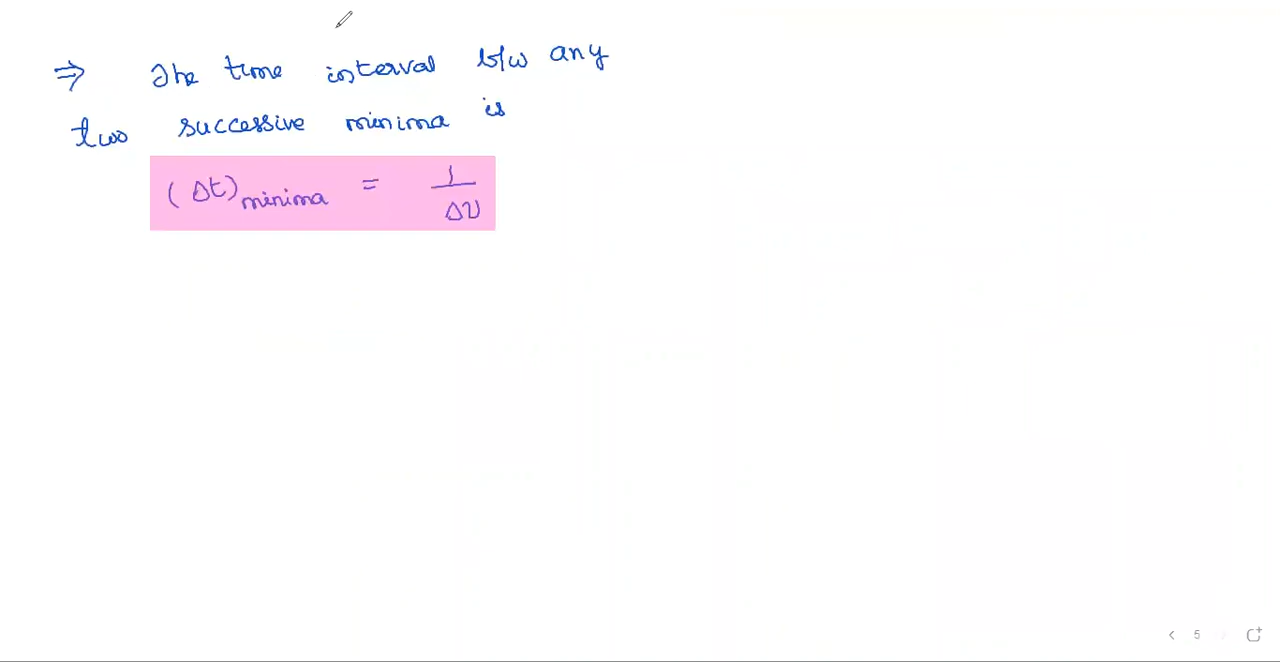 ⇒ The time interval b/w any
two successive minima is
(Δt)minima = 1/Δν
5